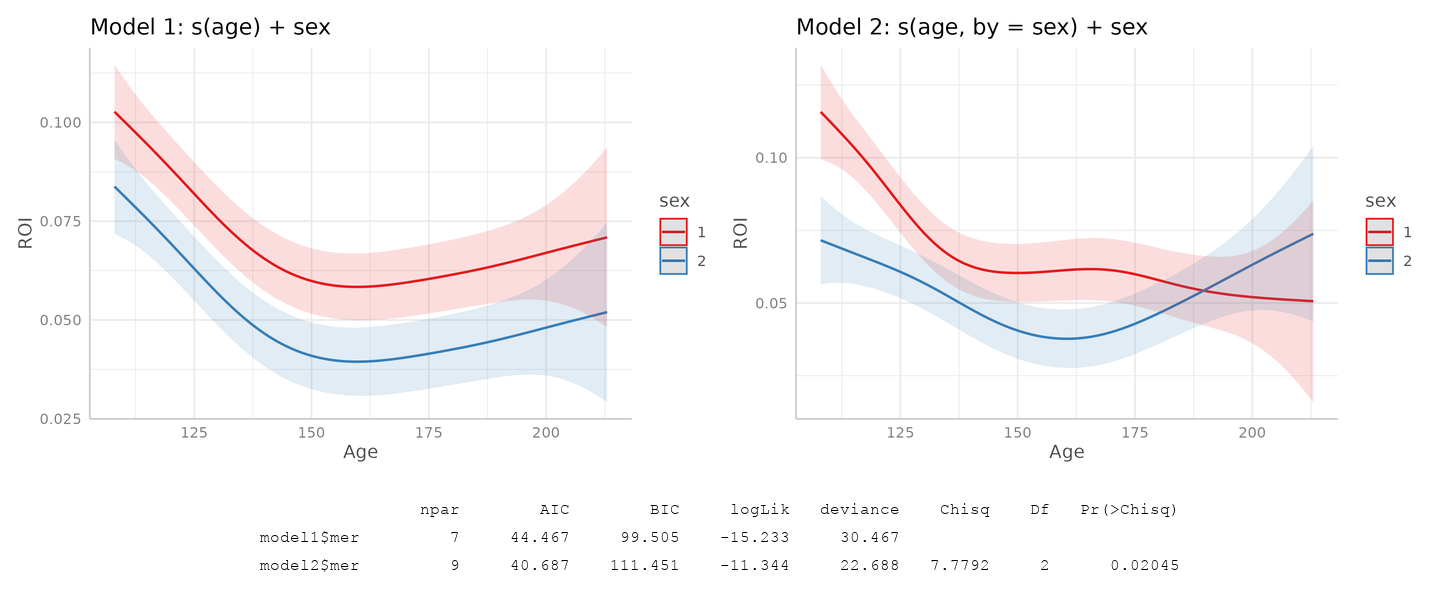 Model 1: s(age) + sex
0.100
0.075
0.050
0.025
ROI
125 150 175 200
Age
sex
1
2
Model 2: s(age, by = sex) + sex
0.10
0.05
ROI
125 150 175 200
Age
sex
1
2
npar AIC BIC logLik deviance Chisq Df Pr(>Chisq)
model1$mer 7 44.467 99.505 -15.233 30.467
model2$mer 9 40.687 111.451 -11.344 22.688 7.7792 2 0.02045